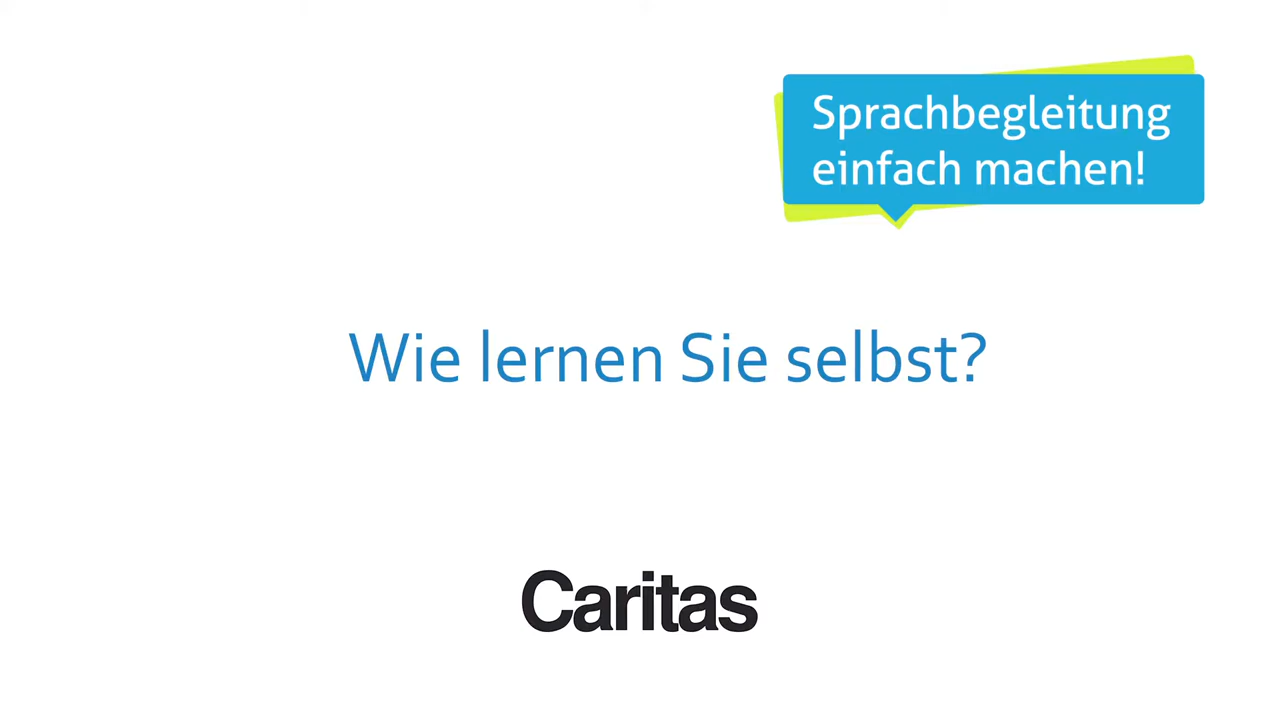 Sprachbegleitung
einfach machen!
Wie lernen Sie selbst?
Caritas